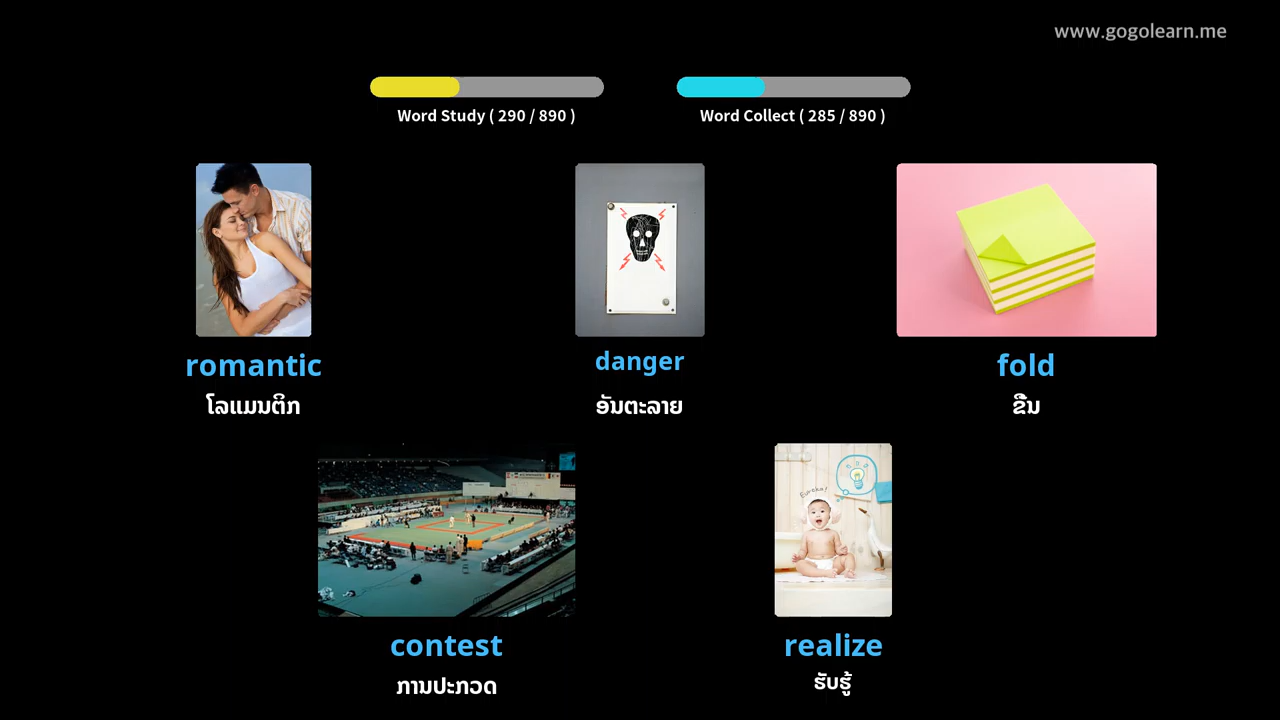 www.gogolearn.me
Word Study ( 290 / 890 )
Word Collect ( 285 / 890 )
romantic
ໂລແມນຕິກ
danger
ອັນຕະລາຍ
fold
ຂືນ
contest
ການປະກວດ
Eureka!
realize
ຮັບຮູ້